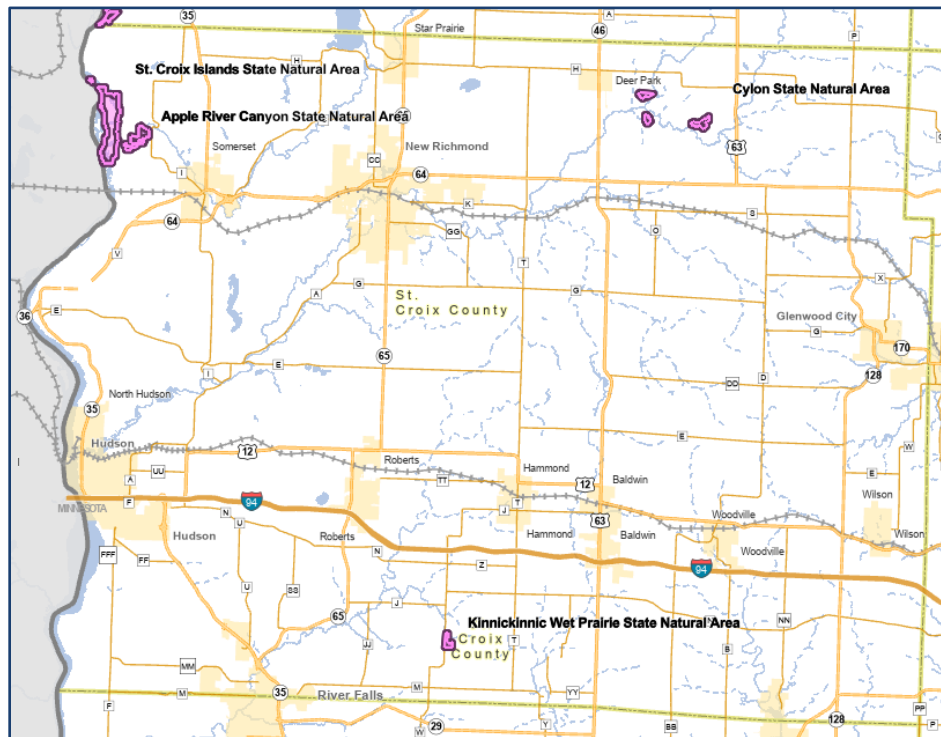 35
46
A
P
Star Prairie
H
H
St. Croix Islands State Natural Area
Deer Park
Cylon State Natural Area
Apple River Canyon State Natural Area
Somerset
CC
New Richmond
63
I
64
K
S
64
GG
O
V
T
X
A
G
G
St.
Croix County
36
E
Glenwood City
G
170
65
I
E
D
DD
128
North Hudson
35
E
W
Hudson
12
Roberts
Hammond
E
I
UU
TT
12
Baldwin
Wilson
A
T
F
94
J
63
Woodville
MINNESOTA
N
U
Hudson
Roberts
Hammond
Baldwin
Wilson
FFF
FF
N
Z
Woodville
94
U
SS
J
65
Kinnickinnic Wet Prairie State Natural Area
N
NN
Croix
County
JJ
T
B
MM
M
35
River Falls
M
YY
F
29
W
Y
BB
128
PP
P